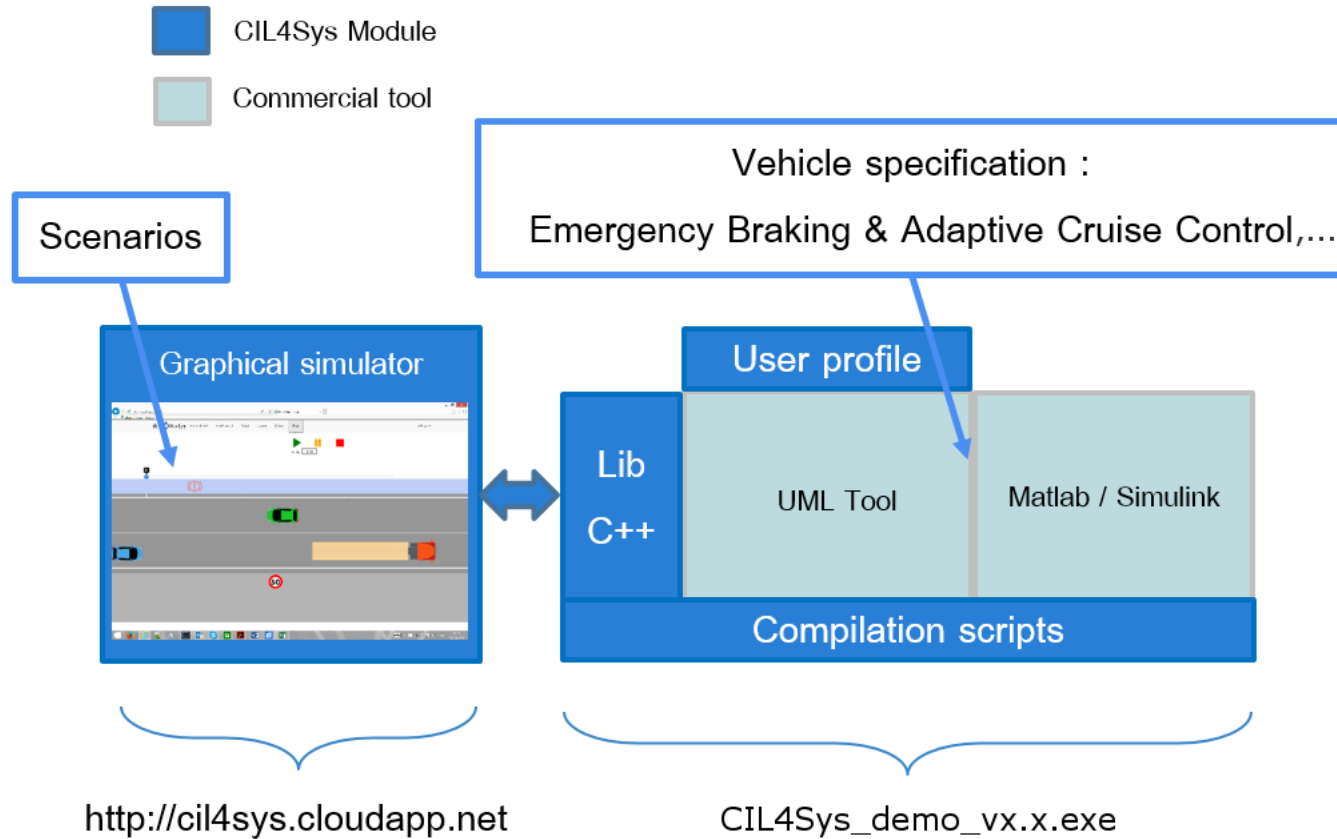 CIL4Sys Module
Commercial tool
Vehicle specification :
Emergency Braking & Adaptive Cruise Control,...
Scenarios
Graphical simulator
User profile
Lib
C++
UML Tool
Matlab / Simulink
Compilation scripts
50
http://cil4sys.cloudapp.net
CIL4Sys_demo_vx.x.exe